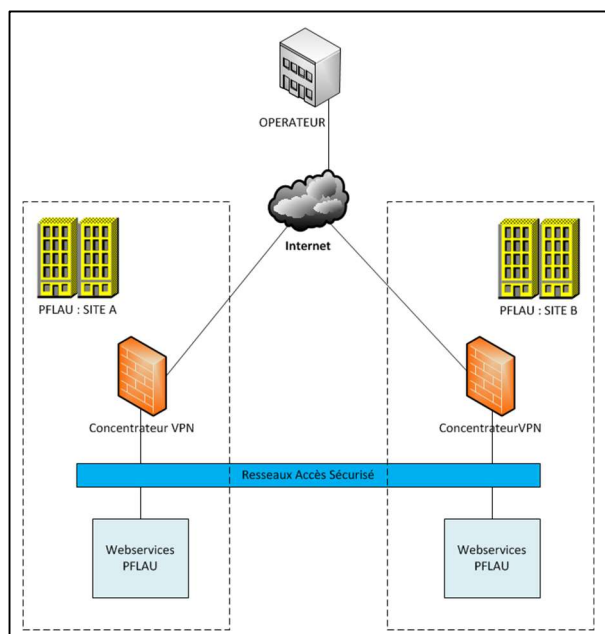 OPERATEUR
Internet
PFLAU : SITE A
PFLAU : SITE B
Concentrateur VPN
ConcentrateurVPN
Resseaux Accès Sécurisé
Webservices
PFLAU
Webservices
PFLAU